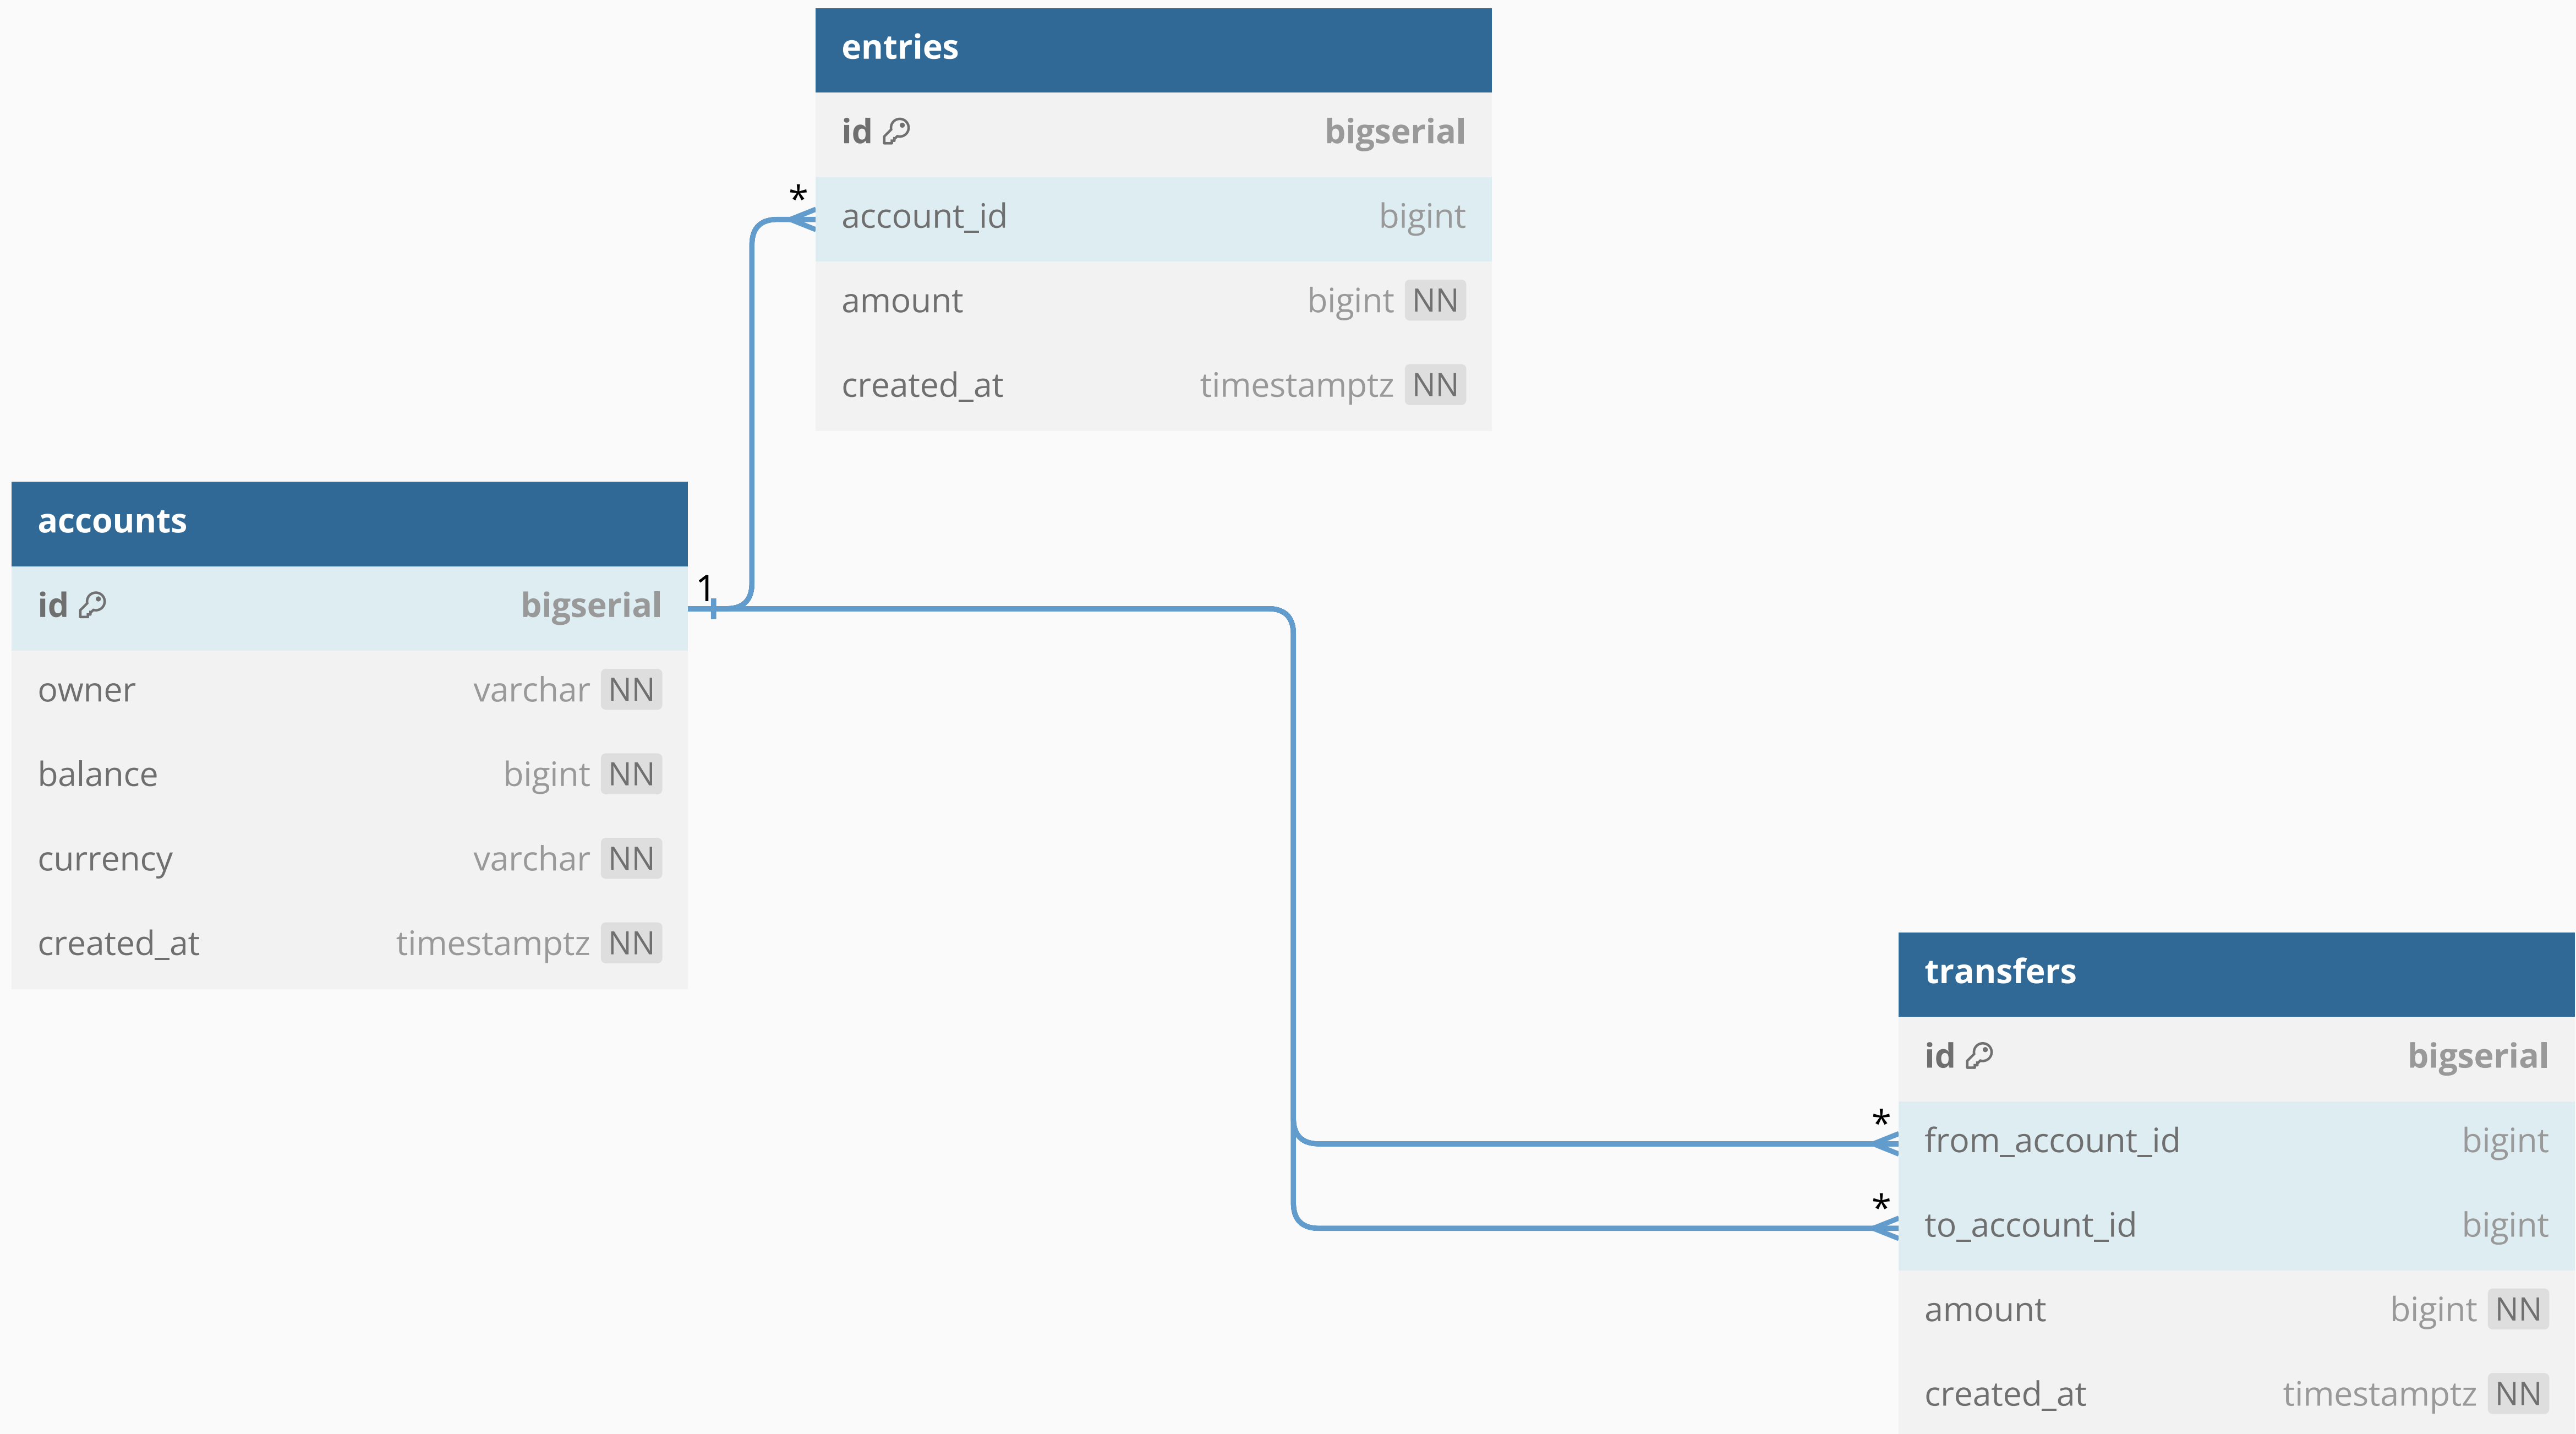 entries
id bigserial
* account_id bigint
amount bigint NN
created_at timestamptz NN
accounts
id bigserial 1
owner varchar NN
balance bigint NN
currency varchar NN
created_at timestamptz NN
transfers
id bigserial
* from_account_id bigint
* to_account_id bigint
amount bigint NN
created_at timestamptz NN